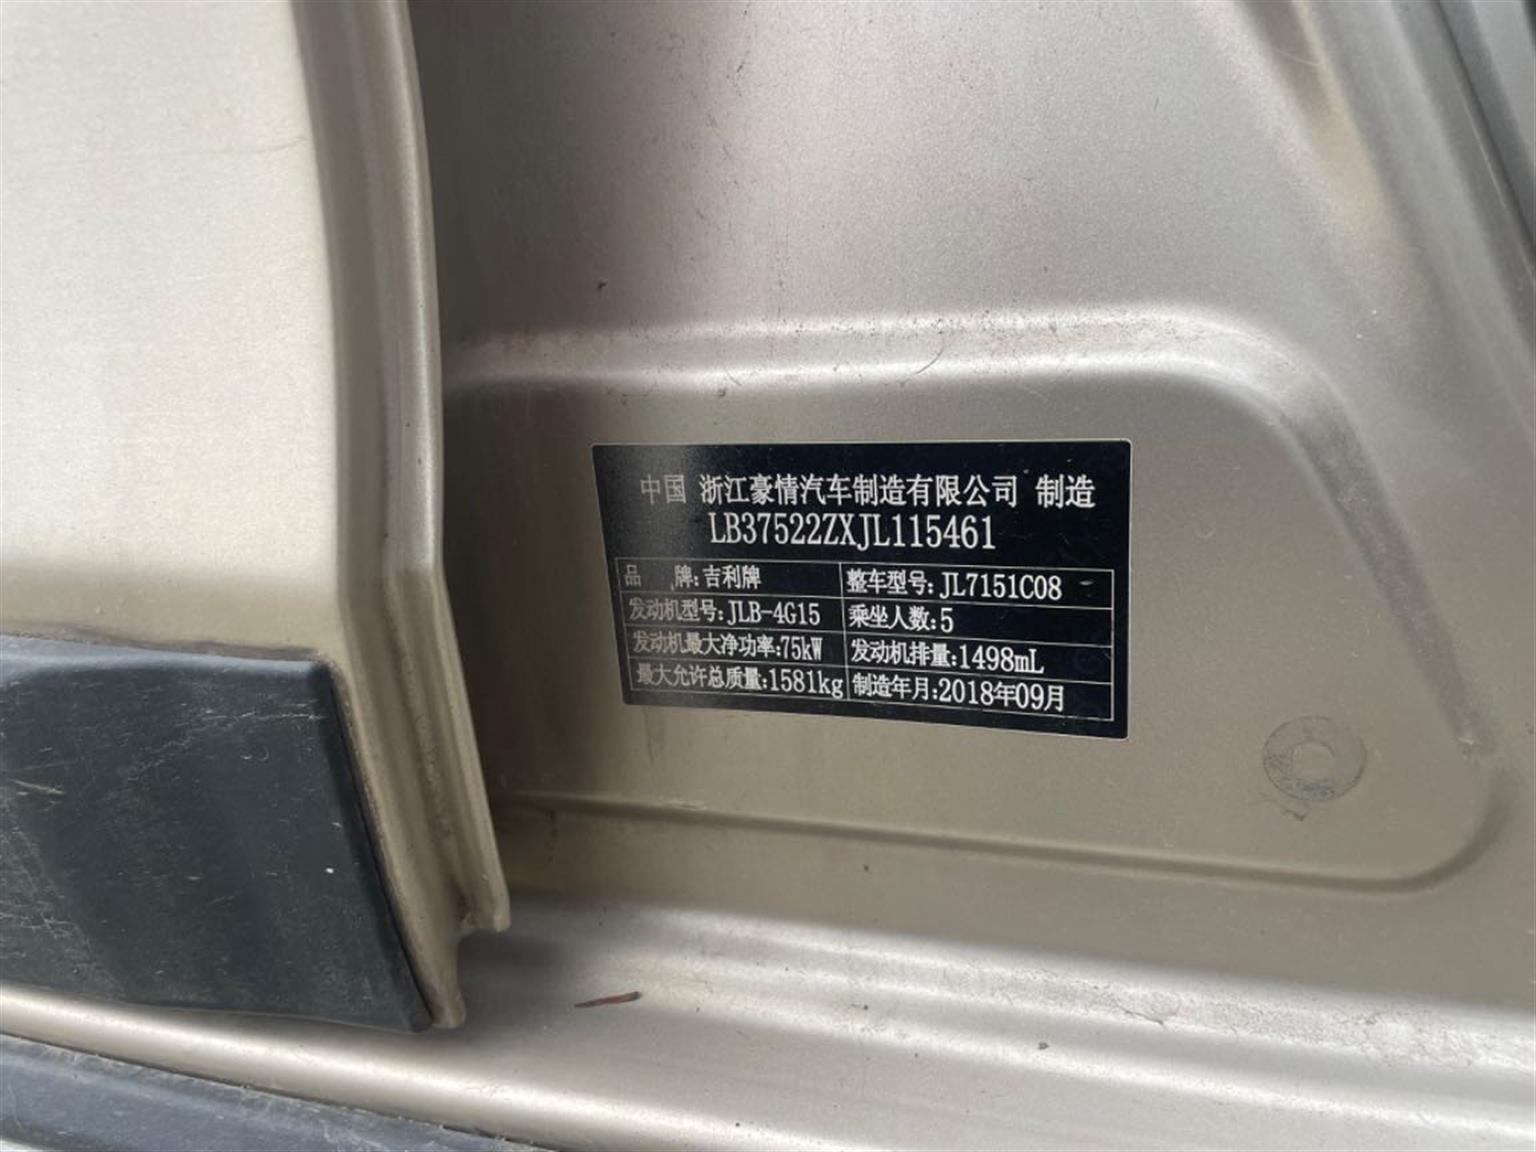 中国 浙江豪情汽车制造有限公司 制造
LB37522ZXJL115461
品 牌:吉利牌 整车型号:JL7151C08
发动机型号:JLB-4G15 乘坐人数:5
发动机最大净功率:75kW 发动机排量:1498mL
最大允许总质量:1581kg 制造年月:2018年09月